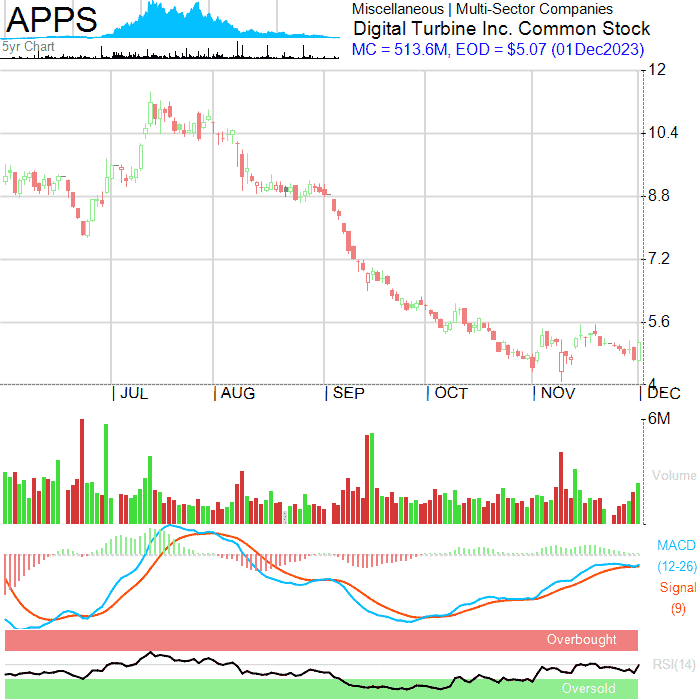 APPS
5yr Chart
Miscellaneous | Multi-Sector Companies
Digital Turbine Inc. Common Stock
MC = 513.6M, EOD = $5.07 (01Dec2023)
12
10.4
8.8
7.2
5.6
4
JUL AUG SEP OCT NOV DEC
6M
Volume
MACD
(12-26)
Signal
(9)
Overbought
RSI(14)
Oversold